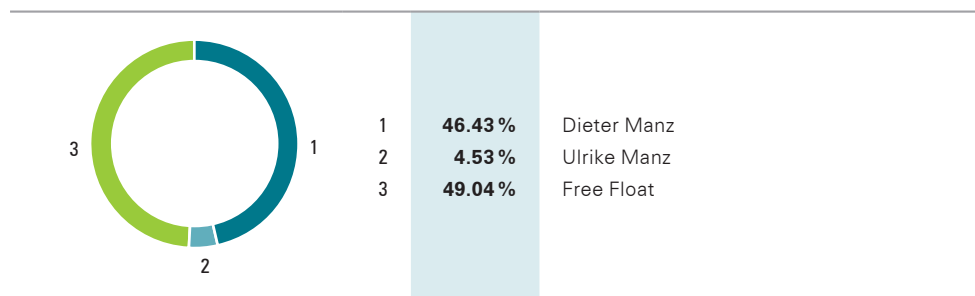 3
1
2
1 46.43 % Dieter Manz
2 4.53 % Ulrike Manz
3 49.04 % Free Float